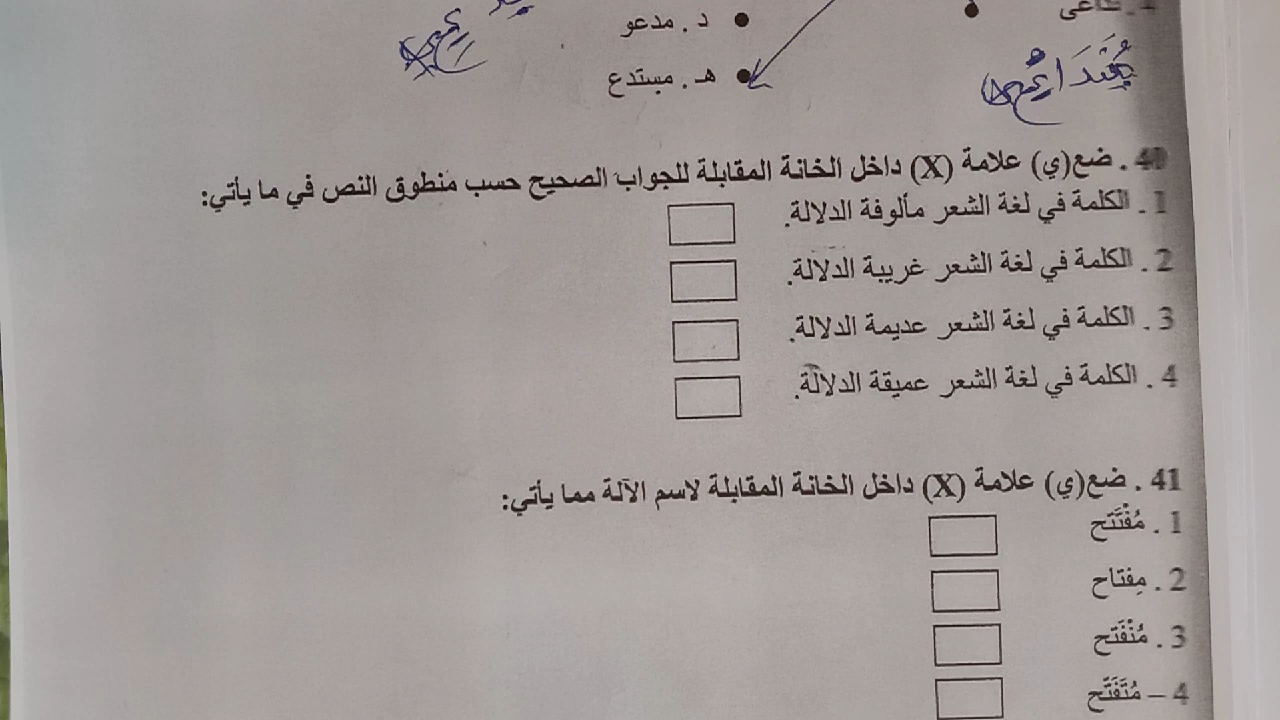 د . مدعو
هـ . مستدع
40 . ضع(ي) علامة (X) داخل الخانة المقابلة للجواب الصحيح حسب منطوق النص في ما يأتي:
1 . الكلمة في لغة الشعر مألوفة الدلالة.
2 . الكلمة في لغة الشعر غريبة الدلالة.
3 . الكلمة في لغة الشعر عديمة الدلالة.
4 . الكلمة في لغة الشعر عميقة الدلالة.
41 . ضع(ي) علامة (X) داخل الخانة المقابلة لاسم الآلة مما يأتي:
1 . مُفْتَتَح
2 . مِفتاح
3 . مُنْفَتَح
4 – مُتَفَتَّح